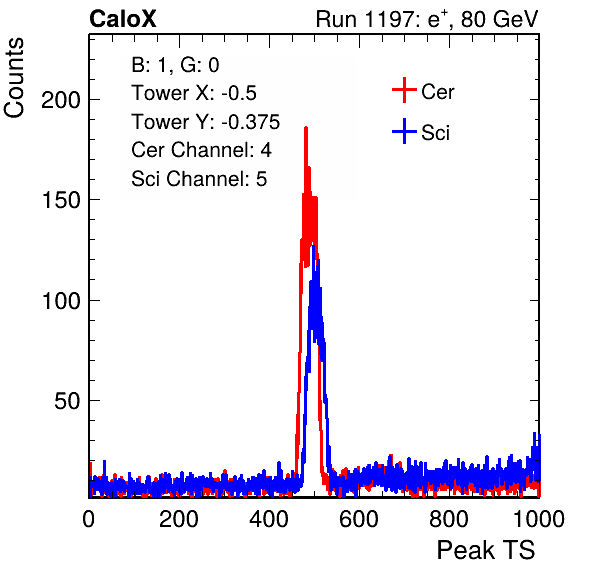 CaloX Run 1197: e⁺, 80 GeV
B: 1, G: 0
Tower X: -0.5
Tower Y: -0.375
Cer Channel: 4
Sci Channel: 5
Cer
Sci
Counts
200
150
100
50
0 200 400 600 800 1000
Peak TS